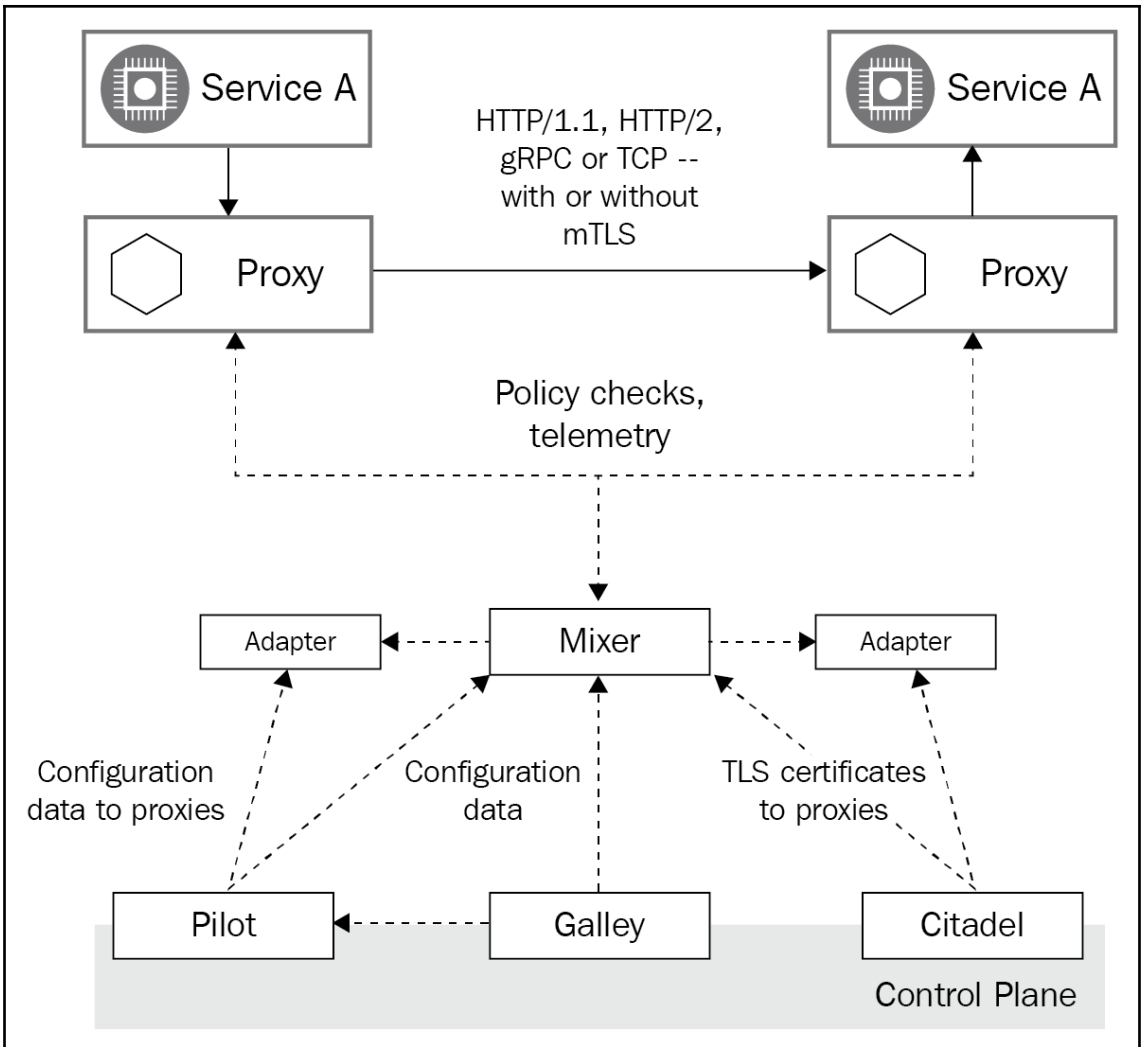 Service A
Service A
HTTP/1.1, HTTP/2,
gRPC or TCP --
with or without
mTLS
Proxy
Proxy
Policy checks,
telemetry
Adapter
Mixer
Adapter
Configuration
data to proxies
Configuration
data
TLS certificates
to proxies
Pilot
Galley
Citadel
Control Plane